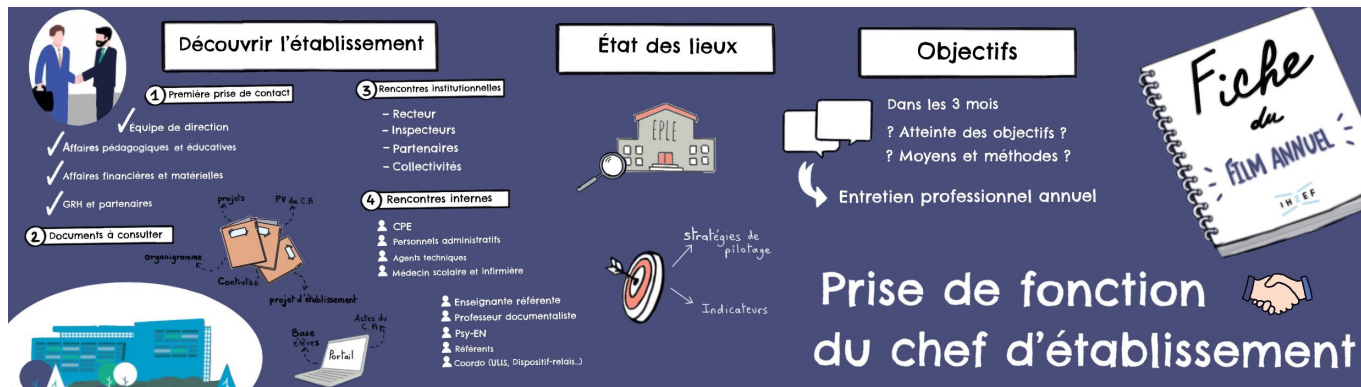 Découvrir l'établissement
1 Première prise de contact
Équipe de direction
Affaires pédagogiques et éducatives
Affaires financières et matérielles
GRH et partenaires
2 Documents à consulter
projets
PV du C.A
Organigramme
Contrats
projet d'établissement
Base
élèves
Actes du
C.A
Portail
3 Rencontres institutionnelles
– Recteur
– Inspecteurs
– Partenaires
– Collectivités
4 Rencontres internes
CPE
Personnels administratifs
Agents techniques
Médecin scolaire et infirmière
Enseignante référente
Professeur documentaliste
Psy-EN
Référents
Coordo (ULIS, Dispositif-relais...)
État des lieux
EPLE
stratégies de
pilotage
Indicateurs
Objectifs
Dans les 3 mois
? Atteinte des objectifs ?
? Moyens et méthodes ?
Entretien professionnel annuel
Fiche
du
FILM ANNUEL
IH2EF
Prise de fonction
du chef d'établissement